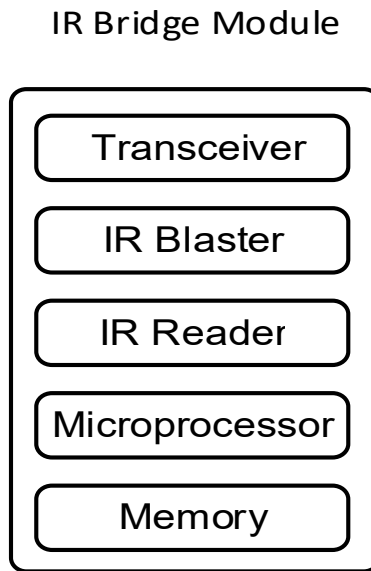 IR Bridge Module
Transceiver
IR Blaster
IR Reader
Microprocessor
Memory